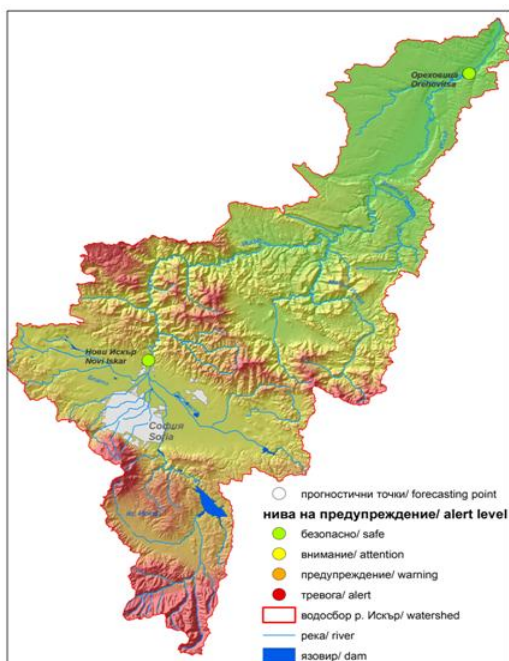 Ореховица
Orehovitsa
Нови Искър
Novi Iskar
София
Sofia
прогностични точки/ forecasting point
нива на предупреждение/ alert level
безопасно/ safe
внимание/ attention
предупреждение/ warning
тревога/ alert
водосбор р. Искър/ watershed
река/ river
язовир/ dam